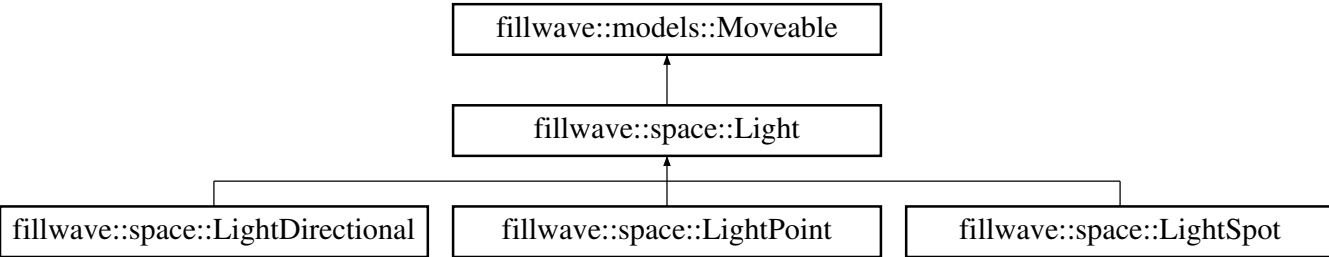 fillwave::models::Moveable
fillwave::space::Light
fillwave::space::LightDirectional
fillwave::space::LightPoint
fillwave::space::LightSpot